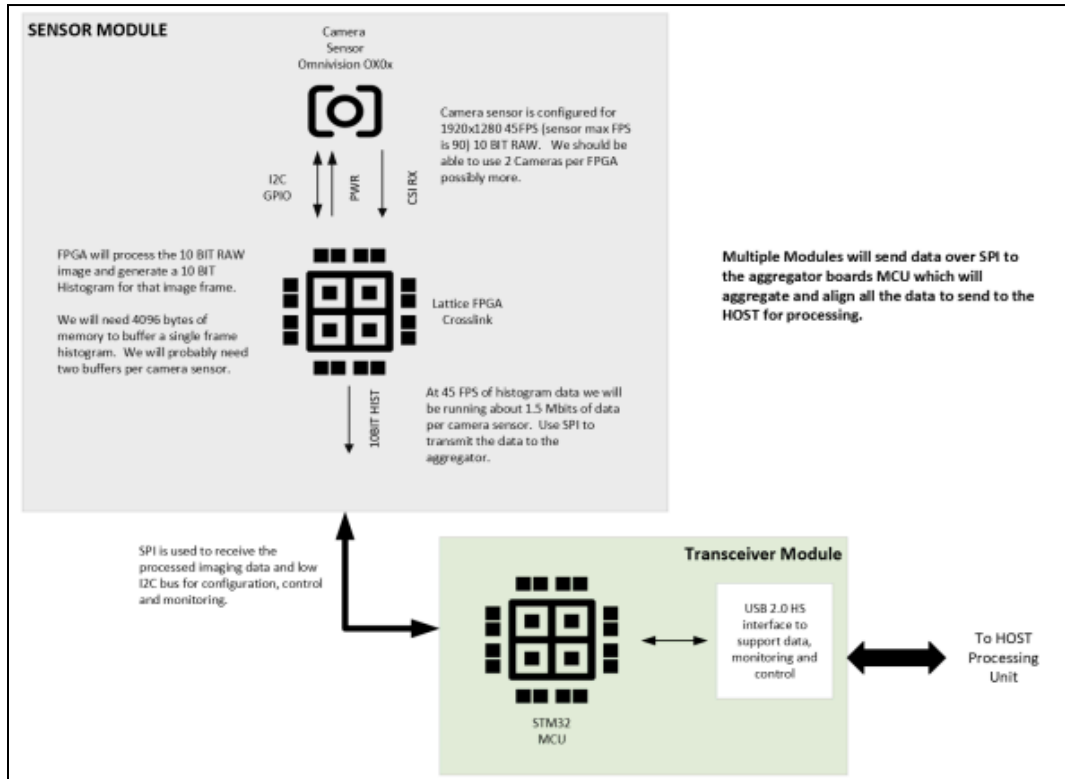 SENSOR MODULE
Camera
Sensor
Omnivision OX0x
Camera sensor is configured for
1920x1280 45FPS (sensor max FPS
is 90) 10 BIT RAW. We should be
able to use 2 Cameras per FPGA
possibly more.
I2C
GPIO
PWR
CSI RX
FPGA will process the 10 BIT RAW
image and generate a 10 BIT
Histogram for that image frame.
We will need 4096 bytes of
memory to buffer a single frame
histogram. We will probably need
two buffers per camera sensor.
Lattice FPGA
Crosslink
Multiple Modules will send data over SPI to
the aggregator boards MCU which will
aggregate and align all the data to send to the
HOST for processing.
10BIT HIST
At 45 FPS of histogram data we will
be running about 1.5 Mbits of data
per camera sensor. Use SPI to
transmit the data to the
aggregator.
SPI is used to receive the
processed imaging data and low
I2C bus for configuration, control
and monitoring.
Transceiver Module
USB 2.0 HS
interface to
support data,
monitoring and
control
STM32
MCU
To HOST
Processing
Unit